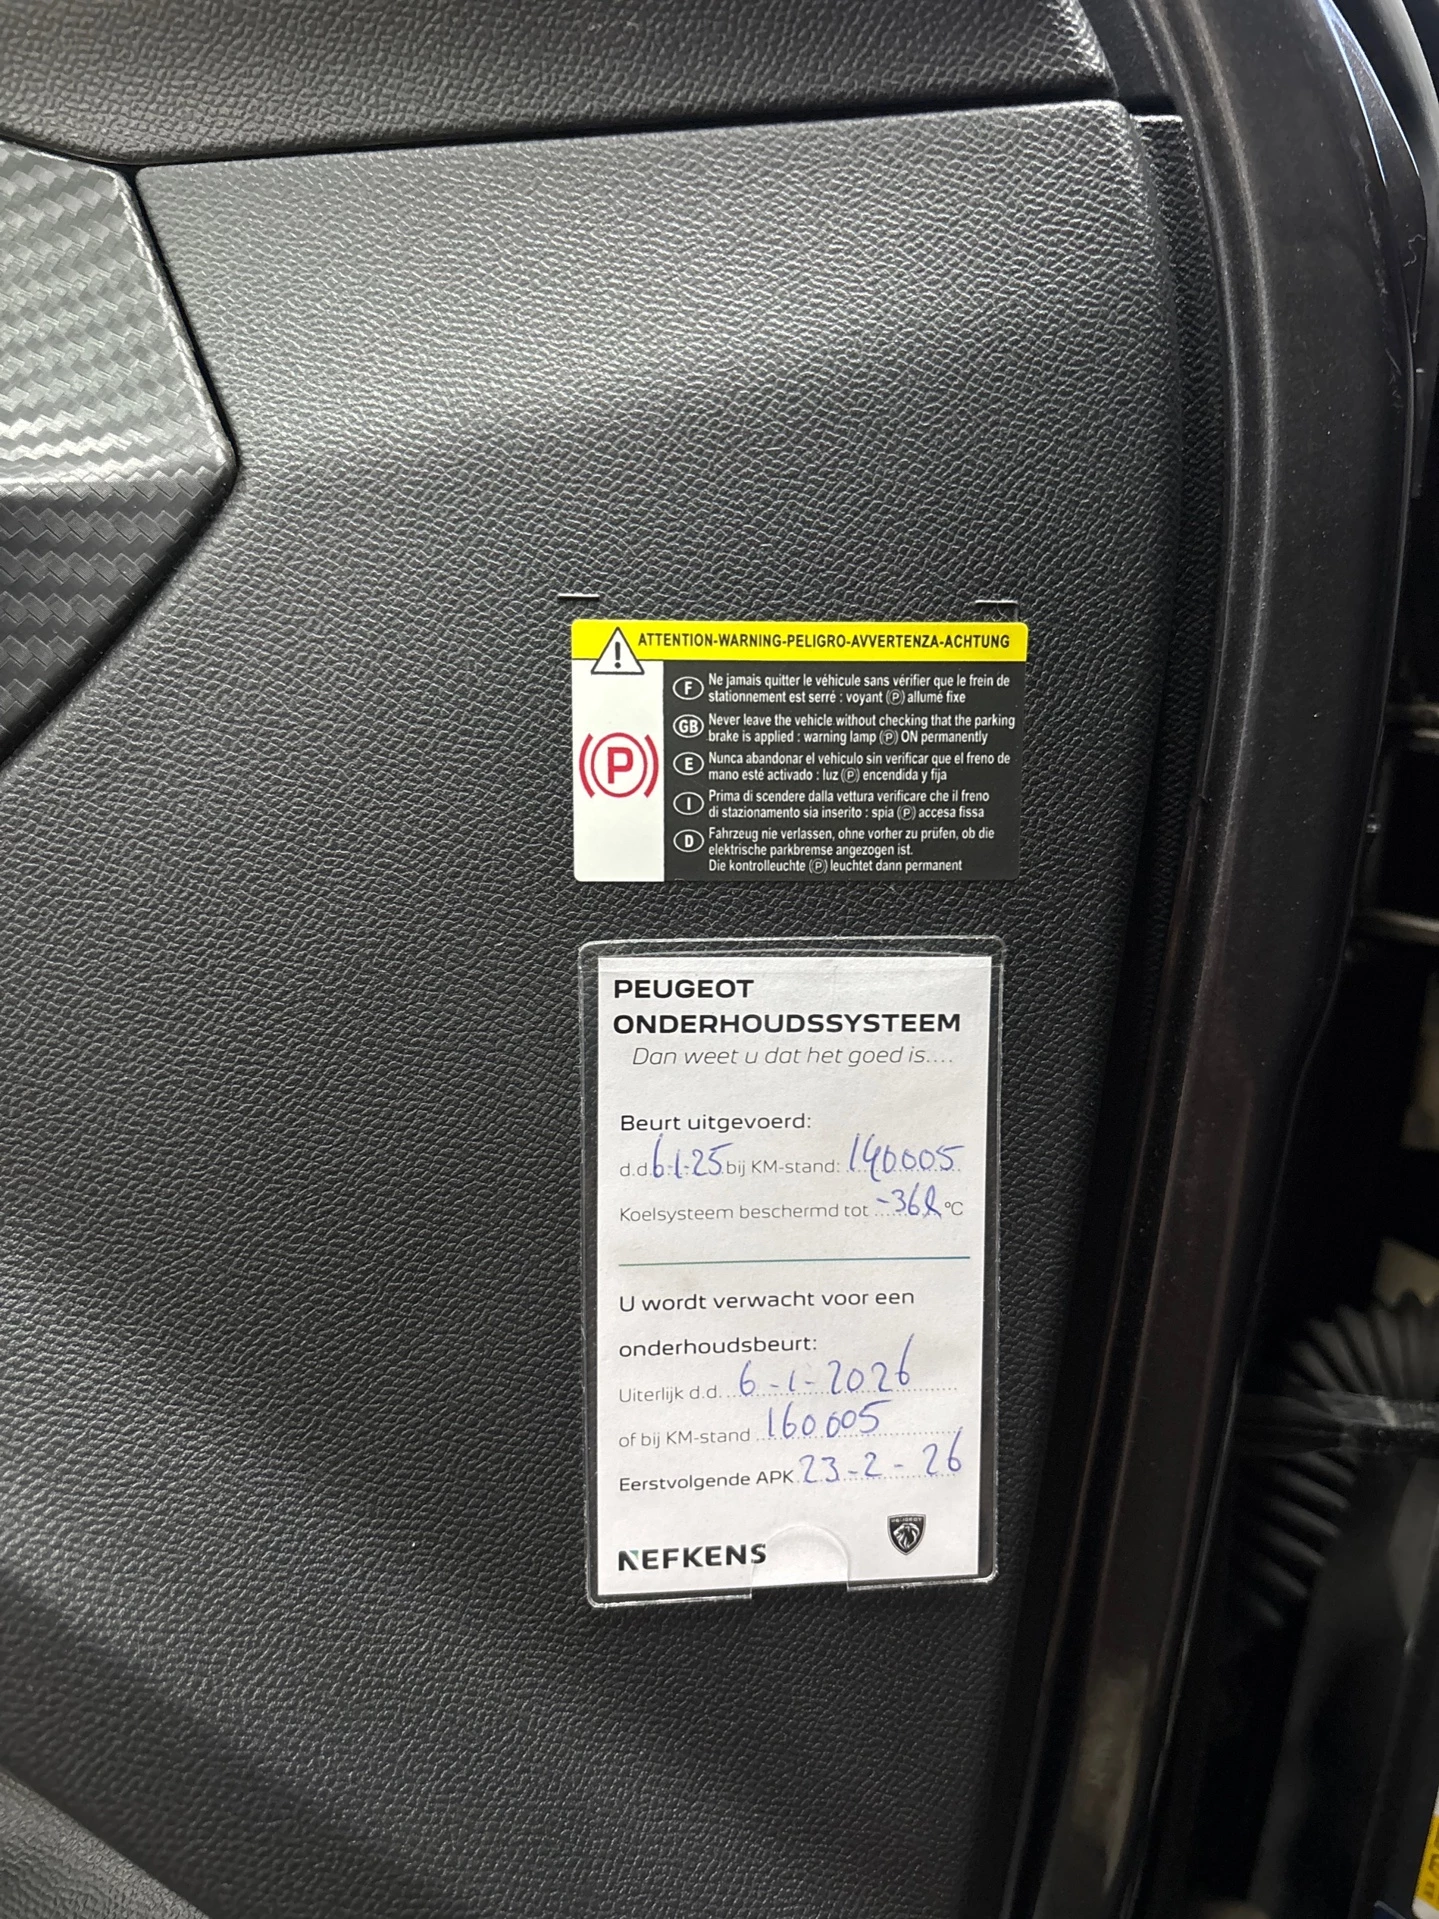 ATTENTION-WARNING-PELIGRO-AVVERTENZA-ACHTUNG
F Ne jamais quitter le véhicule sans vérifier que le frein de
stationnement est serré : voyant (P) allumé fixe
GB Never leave the vehicle without checking that the parking
brake is applied : warning lamp (P) ON permanently
E Nunca abandonar el vehiculo sin verificar que el freno de
mano esté activado : luz (P) encendida y fija
I Prima di scendere dalla vettura verificare che il freno
di stazionamento sia inserito : spia (P) accesa fissa
D Fahrzeug nie verlassen, ohne vorher zu prüfen, ob die
elektrische parkbremse angezogen ist.
Die kontrolleuchte (P) leuchtet dann permanent
(P)
PEUGEOT
ONDERHOUDSSYSTEEM
Dan weet u dat het goed is....
Beurt uitgevoerd:
d.d. 6-1-25 bij KM-stand: 140005
Koelsysteem beschermd tot -36 °C
U wordt verwacht voor een
onderhoudsbeurt:
Uiterlijk d.d. 6-1-2026
of bij KM-stand 160005
Eerstvolgende APK 23-2-26
NEFKENS
PEUGEOT